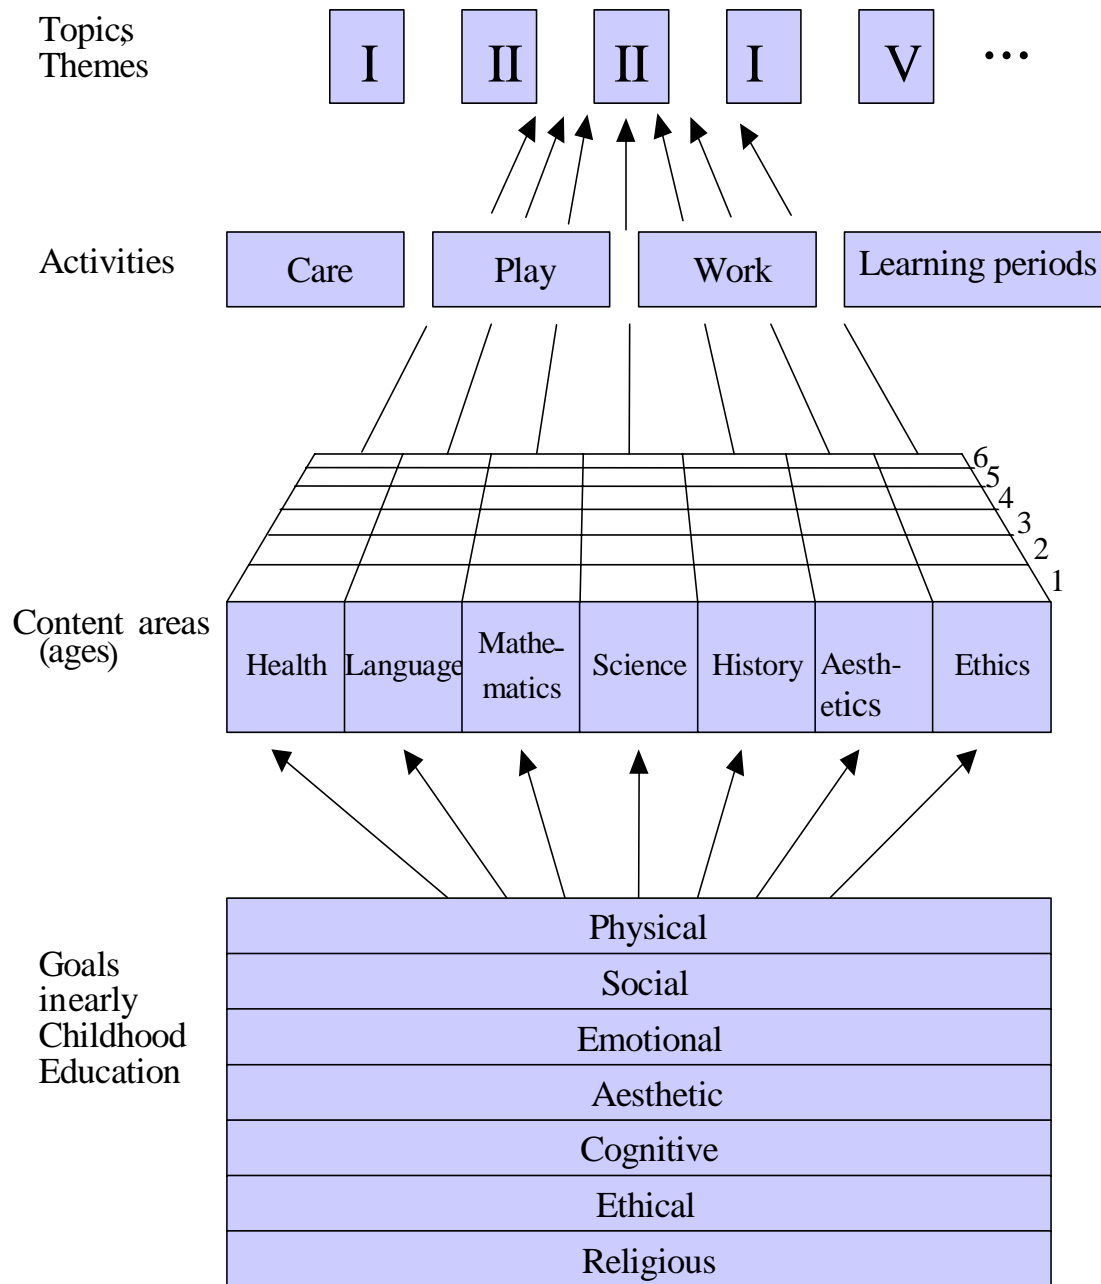 Topics,
Themes
I II II I V ...
Activities
Care Play Work Learning periods
6
5
4
3
2
1
Content areas
(ages)
Health Language Mathe-
matics Science History Aesth-
etics Ethics
Goals
inearly
Childhood
Education
Physical
Social
Emotional
Aesthetic
Cognitive
Ethical
Religious